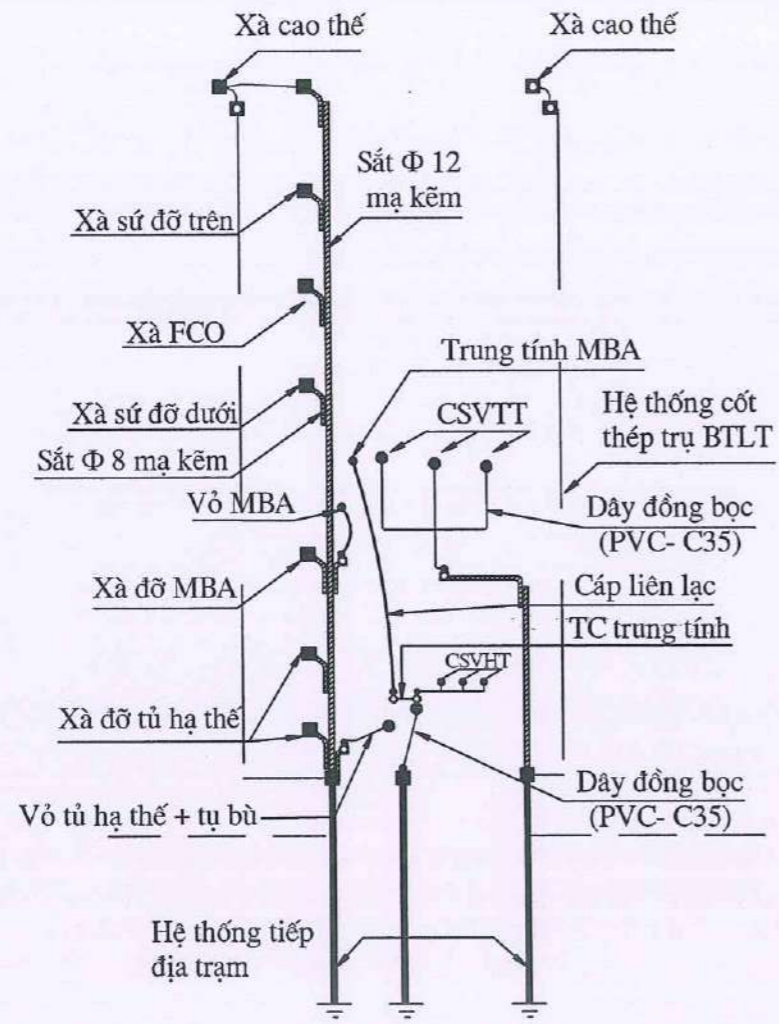 Xà cao thế
Xà cao thế
Sắt Φ 12
mạ kẽm
Xà sứ đỡ trên
Xà FCO
Trung tính MBA
Xà sứ đỡ dưới
CSVTT
Hệ thống cốt
thép trụ BTLT
Sắt Φ 8 mạ kẽm
Vỏ MBA
Dây đồng bọc
(PVC- C35)
Xà đỡ MBA
Cáp liên lạc
TC trung tính
CSVHT
Xà đỡ tủ hạ thế
Vỏ tủ hạ thế + tụ bù
Dây đồng bọc
(PVC- C35)
Hệ thống tiếp
địa trạm